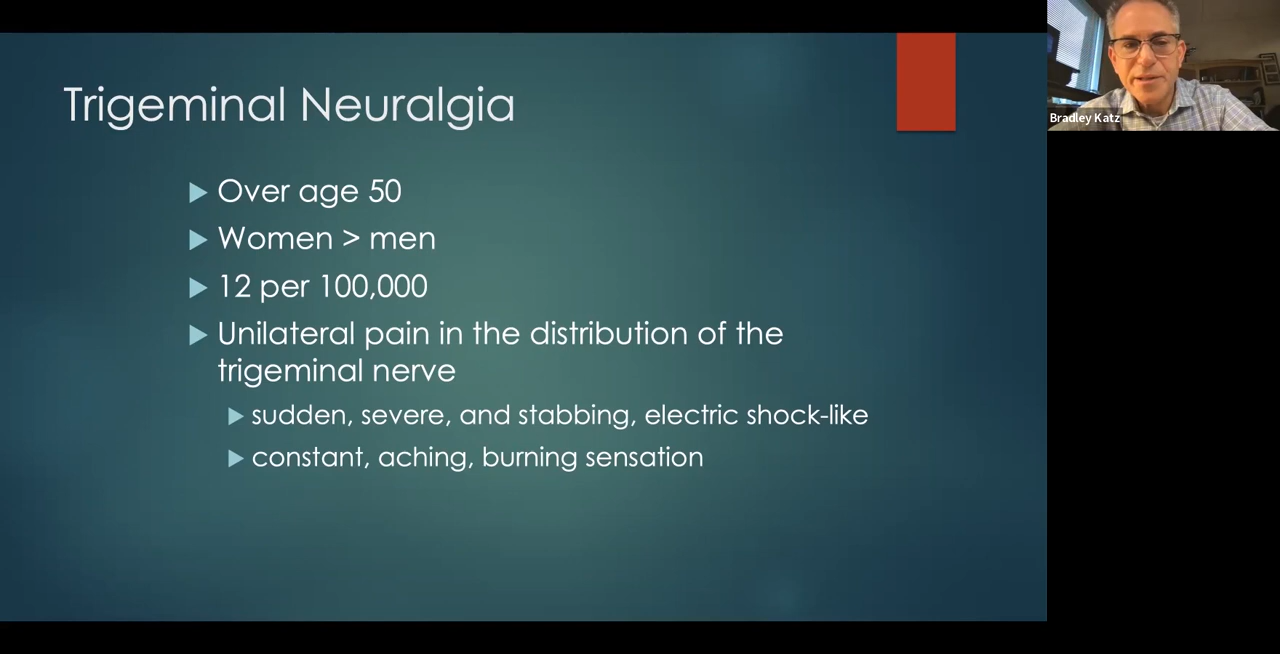 Trigeminal Neuralgia
Over age 50
Women > men
12 per 100,000
Unilateral pain in the distribution of the
trigeminal nerve
sudden, severe, and stabbing, electric shock-like
constant, aching, burning sensation
Bradley Katz